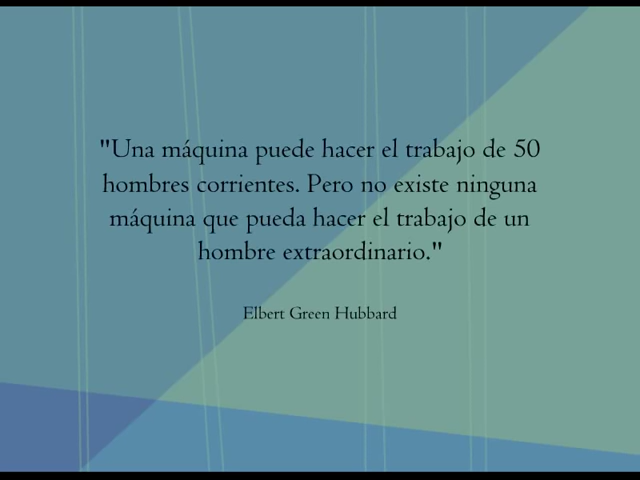 "Una máquina puede hacer el trabajo de 50
hombres corrientes. Pero no existe ninguna
máquina que pueda hacer el trabajo de un
hombre extraordinario."
Elbert Green Hubbard